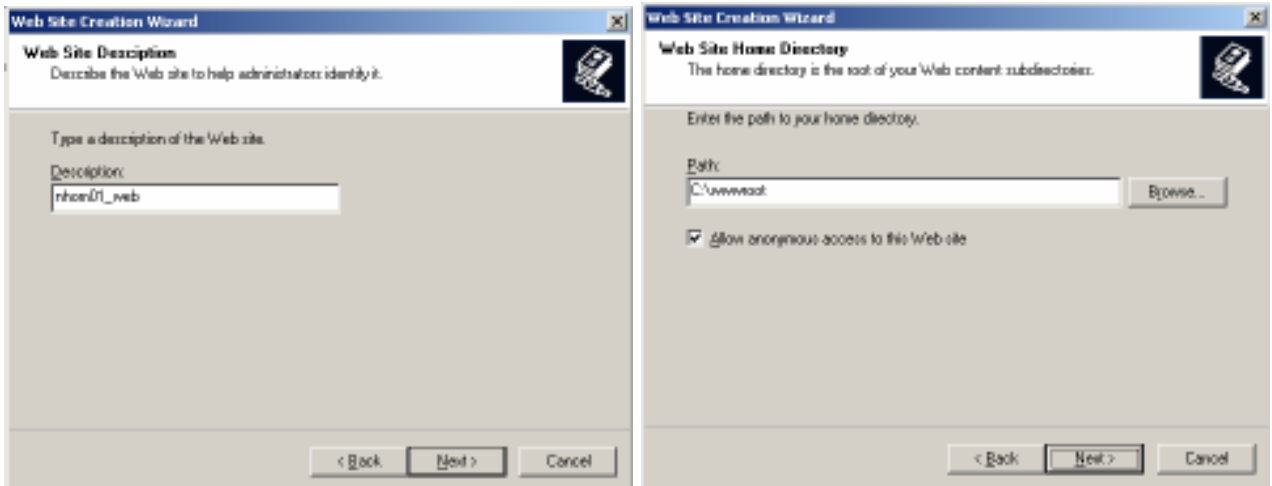 Web Site Creation Wizard
Web Site Description
Describe the Web site to help administrators identify it.
Type a description of the Web site.
Description:
nhom01_web
< Back
Next >
Cancel
Web Site Creation Wizard
Web Site Home Directory
The home directory is the root of your Web content subdirectories.
Enter the path to your home directory.
Path:
C:\wwwroot
Browse...
Allow anonymous access to this Web site
< Back
Next >
Cancel